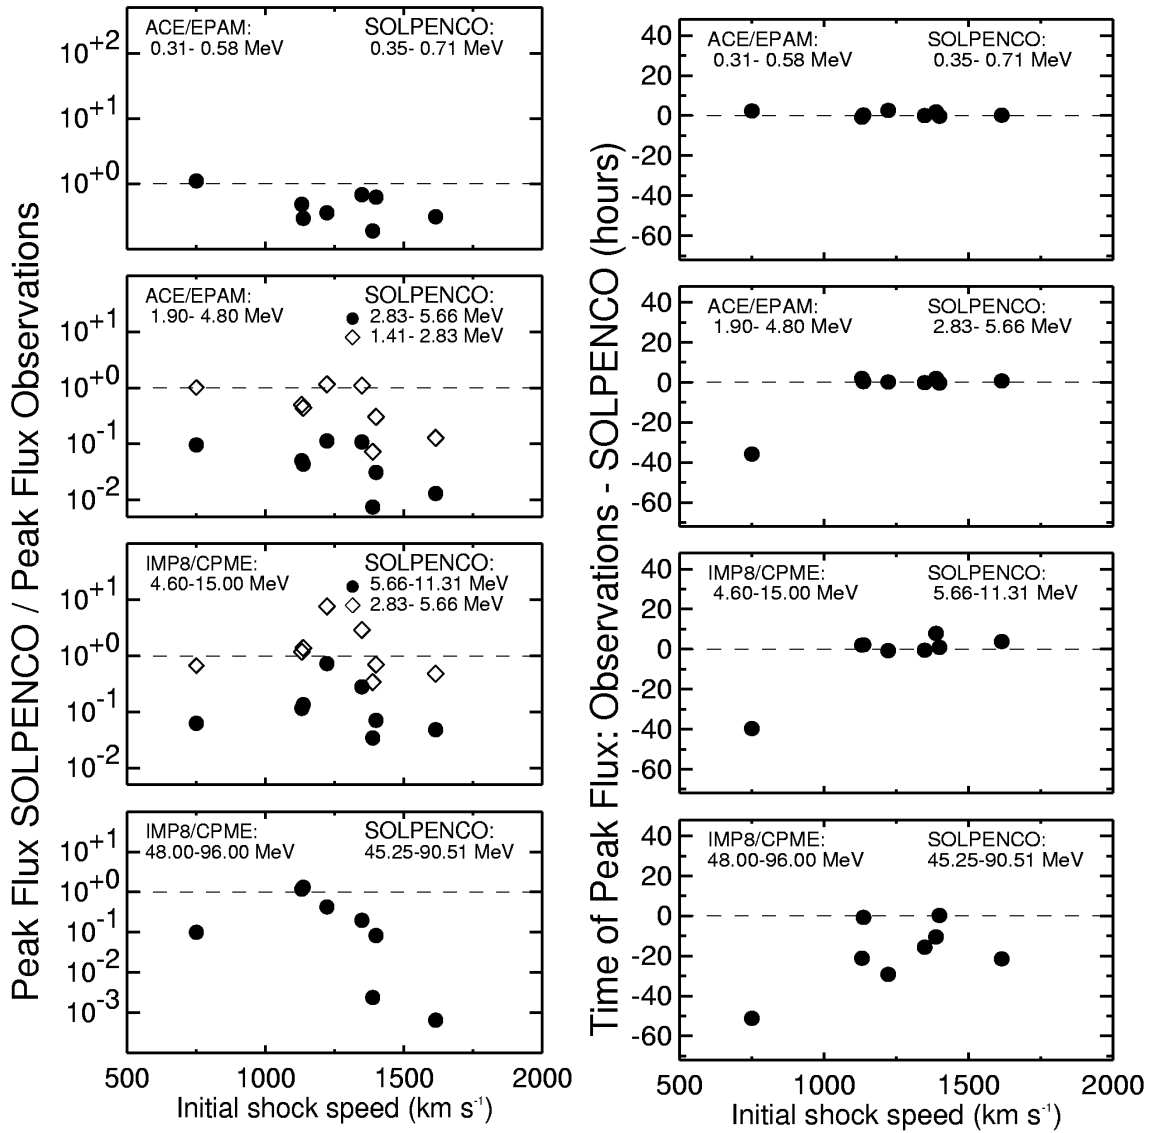 Peak Flux SOLPENCO / Peak Flux Observations
ACE/EPAM: SOLPENCO:
0.31- 0.58 MeV 0.35- 0.71 MeV
10+2
10+1
10+0
ACE/EPAM: SOLPENCO:
1.90- 4.80 MeV 2.83- 5.66 MeV
1.41- 2.83 MeV
10+1
10+0
10-1
10-2
IMP8/CPME: SOLPENCO:
4.60-15.00 MeV 5.66-11.31 MeV
2.83- 5.66 MeV
10+1
10+0
10-1
10-2
IMP8/CPME: SOLPENCO:
48.00-96.00 MeV 45.25-90.51 MeV
10+1
10+0
10-1
10-2
10-3
500 1000 1500 2000
Initial shock speed (km s-1)
Time of Peak Flux: Observations - SOLPENCO (hours)
ACE/EPAM: SOLPENCO:
0.31- 0.58 MeV 0.35- 0.71 MeV
40
20
0
-20
-40
-60
ACE/EPAM: SOLPENCO:
1.90- 4.80 MeV 2.83- 5.66 MeV
40
20
0
-20
-40
-60
IMP8/CPME: SOLPENCO:
4.60-15.00 MeV 5.66-11.31 MeV
40
20
0
-20
-40
-60
IMP8/CPME: SOLPENCO:
48.00-96.00 MeV 45.25-90.51 MeV
40
20
0
-20
-40
-60
500 1000 1500 2000
Initial shock speed (km s-1)